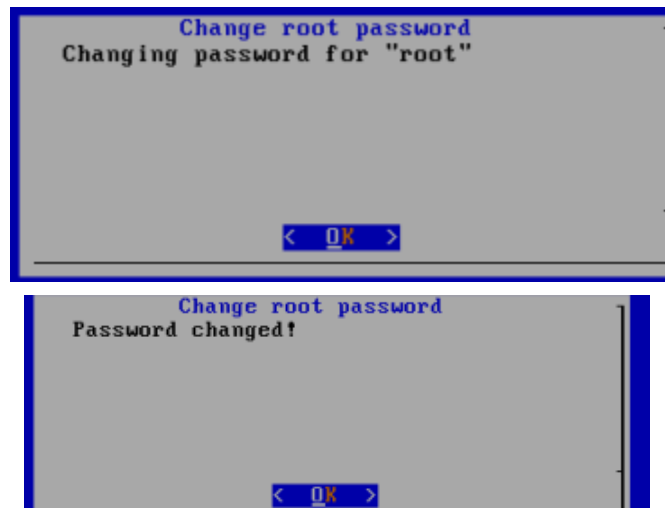 Change root password
Changing password for "root"
< OK >
Change root password
Password changed!
< OK >